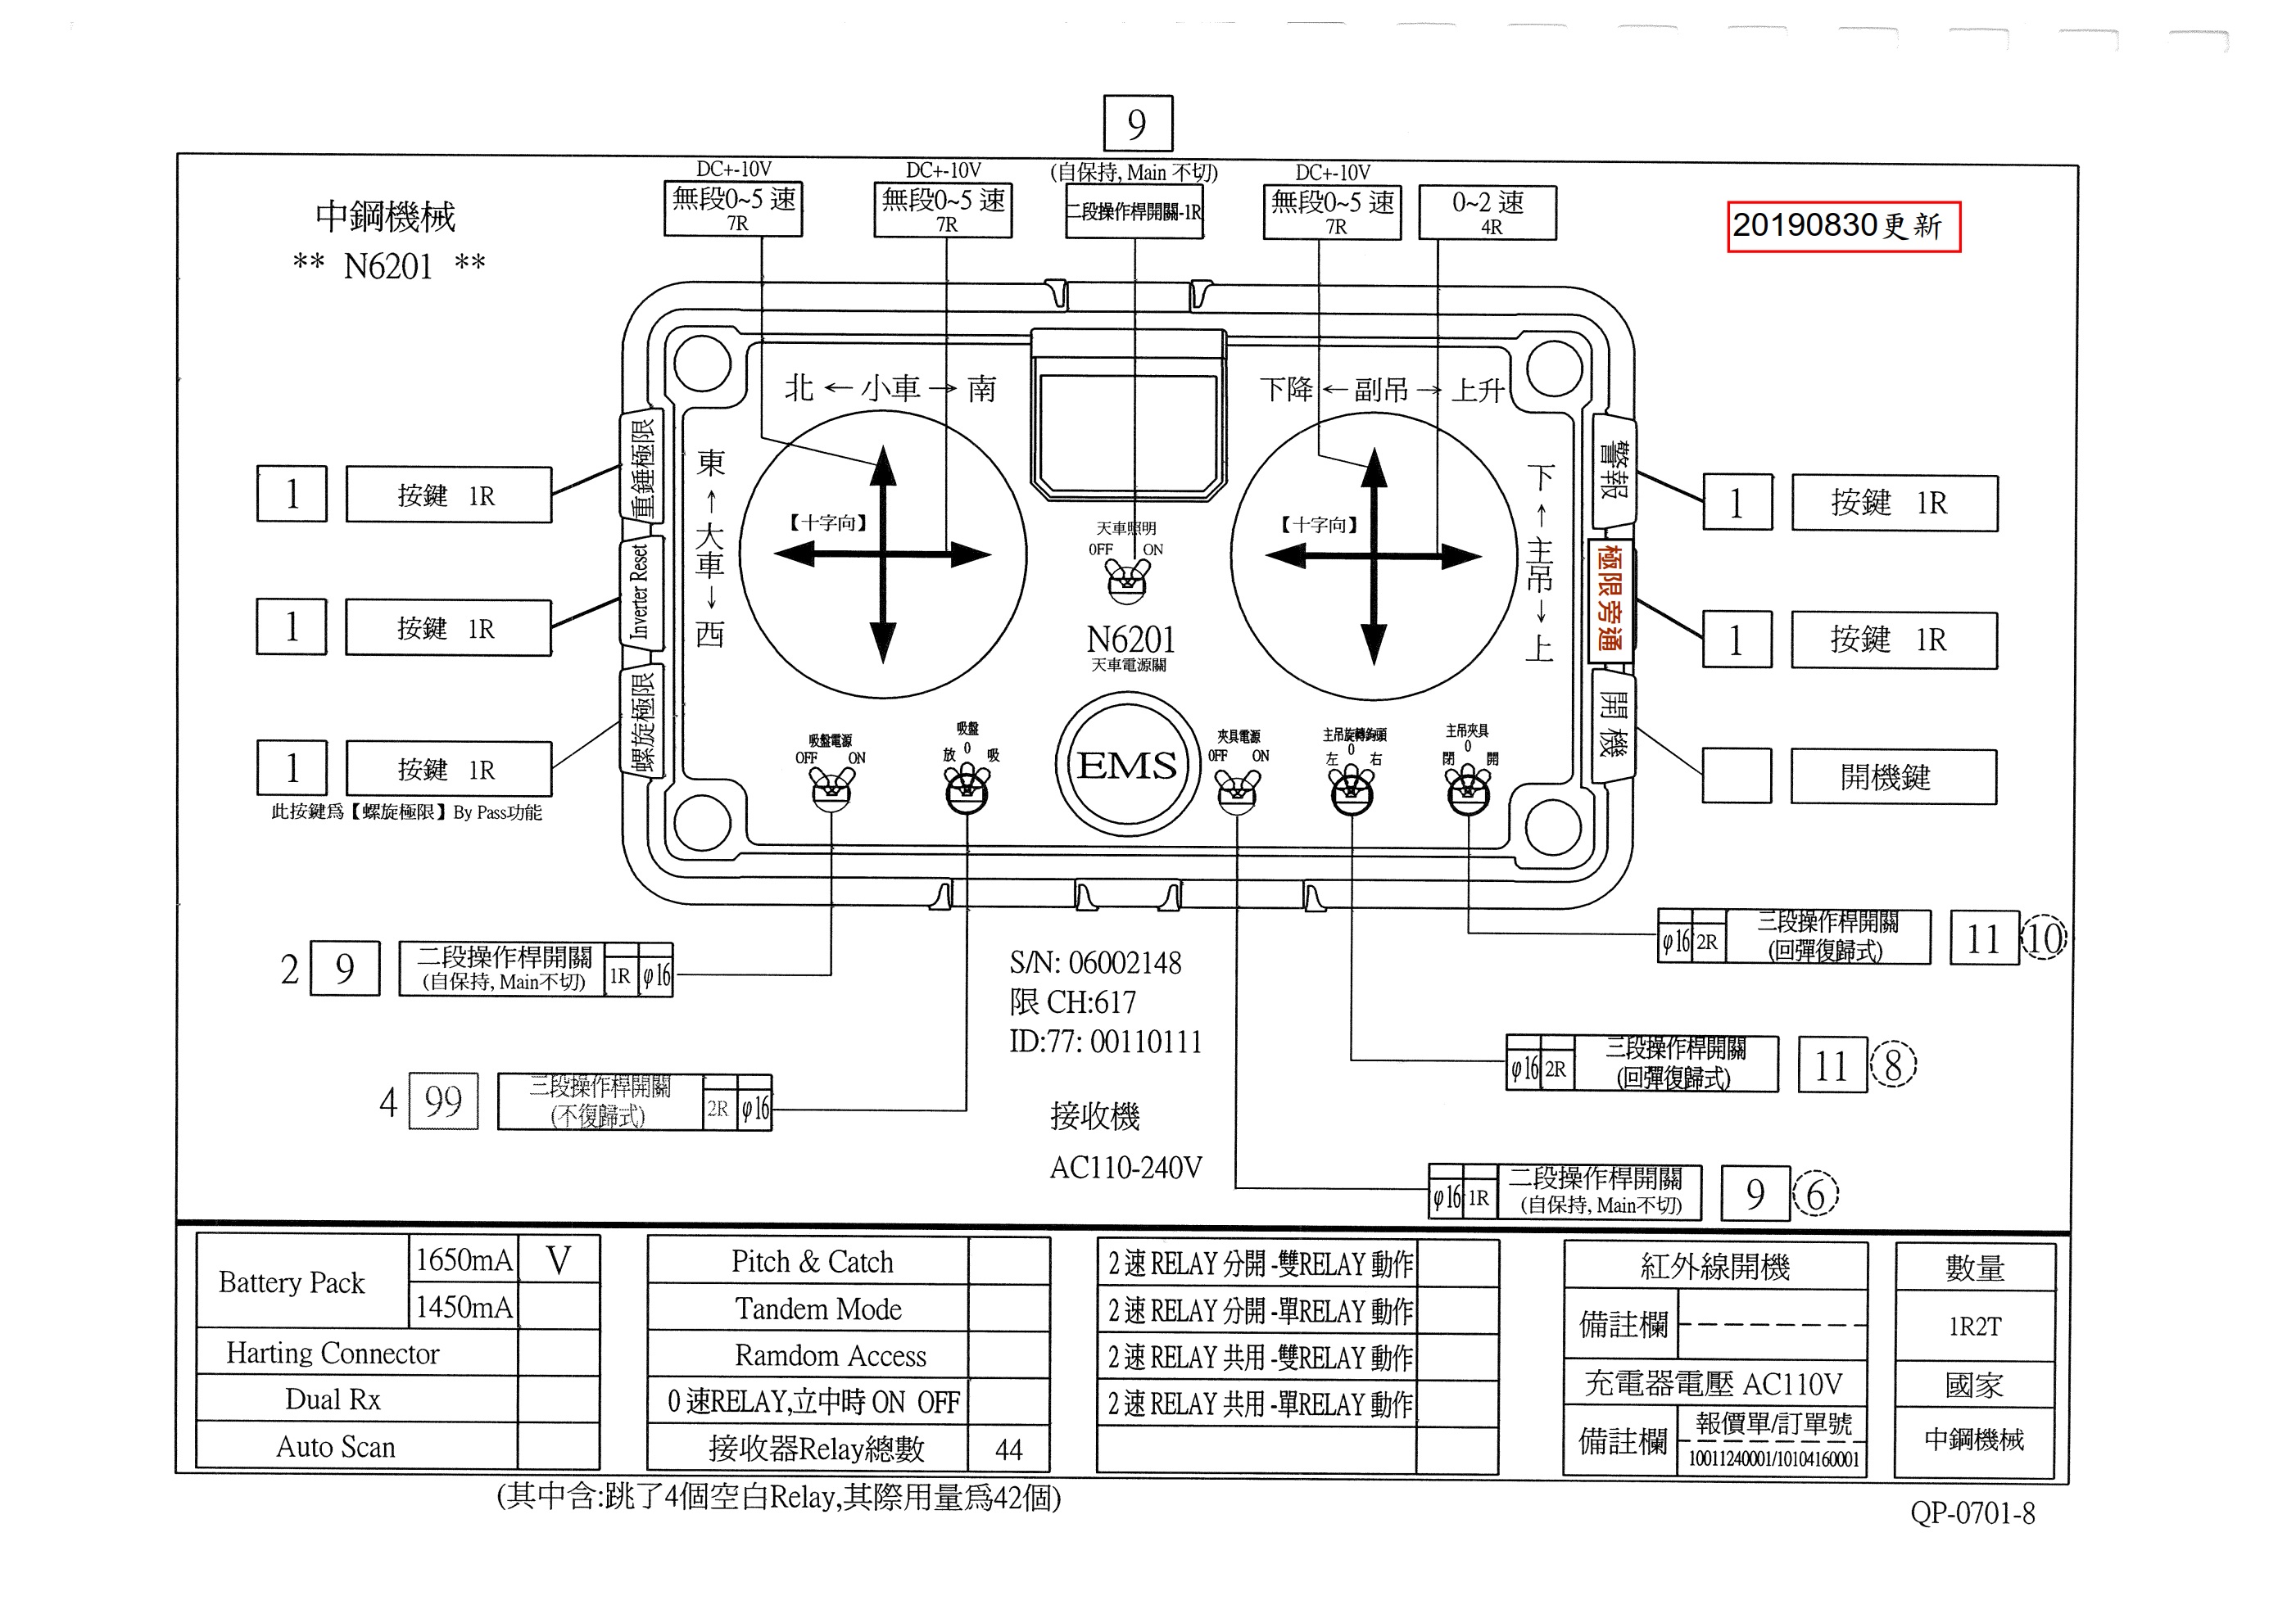 9
DC+-10V
DC+-10V
(自保持, Main 不切)
DC+-10V
無段0~5 速
7R
無段0~5 速
7R
二段操作桿開關-1R
無段0~5 速
7R
0~2 速
4R
中鋼機械
** N6201 **
20190830更新
北 ← 小車 → 南
下降 ← 副吊 → 上升
東 ← 大車 → 西
下 ← 主吊 → 上
【十字向】
【十字向】
天車照明
OFF ON
N6201
天車電源關
EMS
重錘極限
Inverter Reset
螺旋極限
警報
極限旁通
開機
1 按鍵 1R
1 按鍵 1R
1 按鍵 1R
此按鍵爲【螺旋極限】By Pass功能
1 按鍵 1R
1 按鍵 1R
開機鍵
吸盤電源
OFF ON
吸盤
放 0 吸
夾具電源
OFF ON
主吊旋轉鉤頭
左 0 右
主吊夾具
閉 0 開
2 9 二段操作桿開關 (自保持, Main不切) 1R φ16
4 99 三段操作桿開關 (不復歸式) 2R φ16
φ16 2R 三段操作桿開關 (回彈復歸式) 11 10
φ16 2R 三段操作桿開關 (回彈復歸式) 11 8
φ16 1R 二段操作桿開關 (自保持, Main不切) 9 6
S/N: 06002148
限 CH:617
ID:77: 00110111
接收機
AC110-240V
Battery Pack 1650mA V
1450mA
Harting Connector
Dual Rx
Auto Scan
Pitch & Catch
Tandem Mode
Ramdom Access
0 速RELAY,立中時 ON OFF
接收器Relay總數 44
2 速 RELAY 分開 -雙RELAY 動作
2 速 RELAY 分開 -單RELAY 動作
2 速 RELAY 共用 -雙RELAY 動作
2 速 RELAY 共用 -單RELAY 動作
紅外線開機
備註欄
充電器電壓 AC110V
備註欄 報價單/訂單號
10011240001/10104160001
數量
1R2T
國家
中鋼機械
(其中含:跳了4個空白Relay,其際用量爲42個)
QP-0701-8